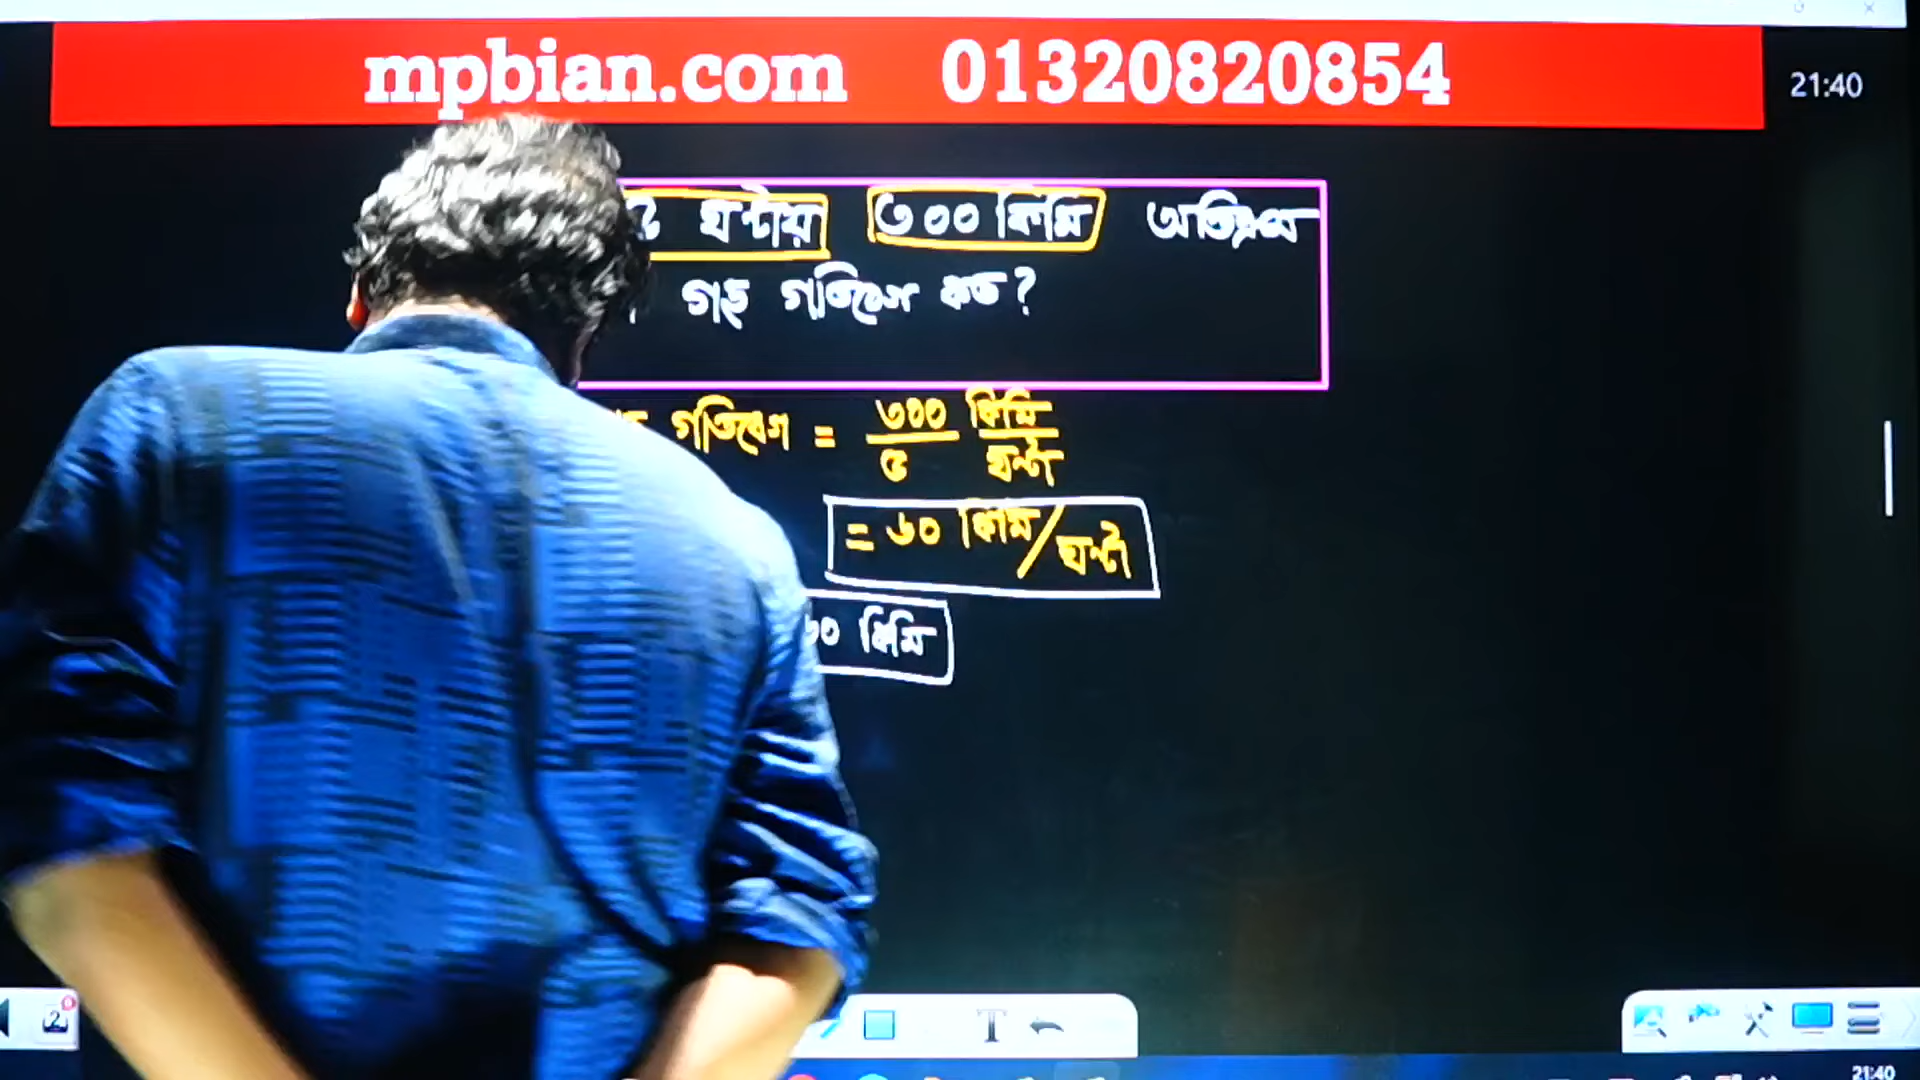 mpbian.com 01320820854
21:40
ঘন্টায় ৩০০ কিমি অতিক্রম
গড় গতিবেগ কত?
গতিবেগ = ৩০০ কিমি
৫ ঘন্টা
= ৬০ কিমি/ঘন্টা
৬০ কিমি
T
21:40